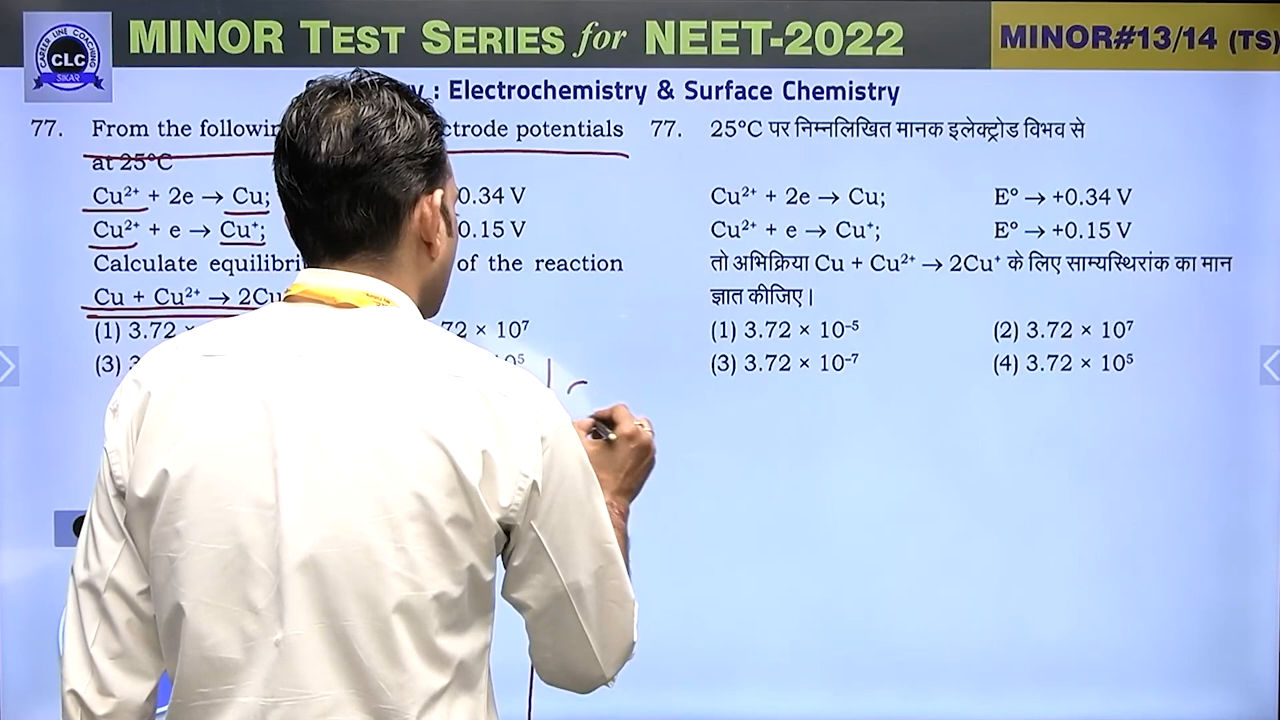 CAREER LINE COACHING
CLC
SIKAR
MINOR TEST SERIES for NEET-2022
MINOR#13/14 (TS)
: Electrochemistry & Surface Chemistry
77. From the following potentials
at 25°C
Cu²⁺ + 2e → Cu; 0.34 V
Cu²⁺ + e → Cu⁺; 0.15 V
Calculate of the reaction
Cu + Cu²⁺ → 2Cu
(1) 3.72 × 72 × 10⁷
(3)
77. 25°C पर निम्नलिखित मानक इलेक्ट्रोड विभव से
Cu²⁺ + 2e → Cu; E° → +0.34 V
Cu²⁺ + e → Cu⁺; E° → +0.15 V
तो अभिक्रिया Cu + Cu²⁺ → 2Cu⁺ के लिए साम्यस्थिरांक का मान
ज्ञात कीजिए।
(1) 3.72 × 10⁻⁵ (2) 3.72 × 10⁷
(3) 3.72 × 10⁻⁷ (4) 3.72 × 10⁵